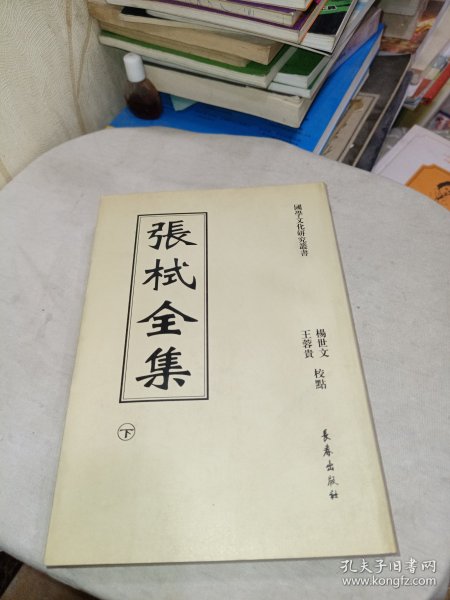 國學文化研究叢書
張栻全集
楊世文
王蓉貴
校點
下
長春出版社
孔夫子旧书网
www.kongfz.com